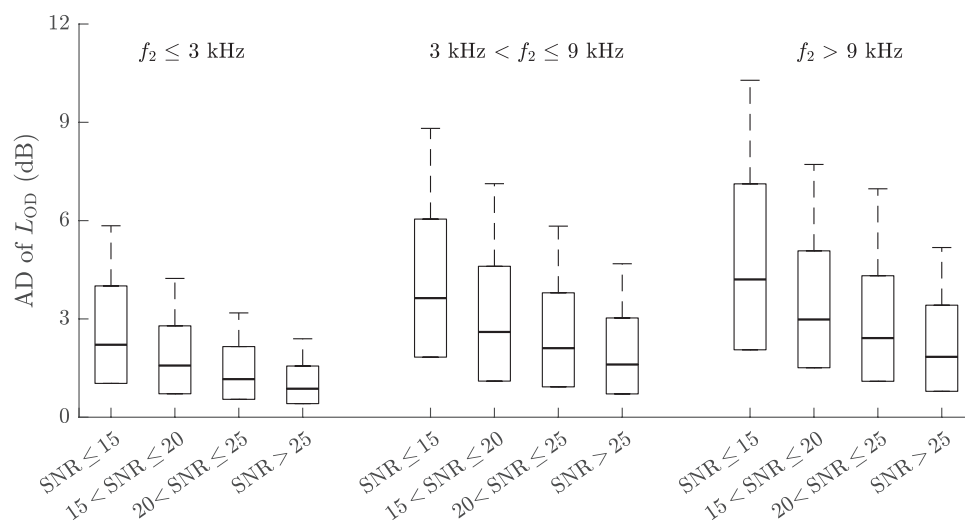 12
9
6
3
0
AD of L_OD (dB)
f₂ ≤ 3 kHz
3 kHz < f₂ ≤ 9 kHz
f₂ > 9 kHz
SNR ≤ 15
15 < SNR ≤ 20
20 < SNR ≤ 25
SNR > 25
SNR ≤ 15
15 < SNR ≤ 20
20 < SNR ≤ 25
SNR > 25
SNR ≤ 15
15 < SNR ≤ 20
20 < SNR ≤ 25
SNR > 25